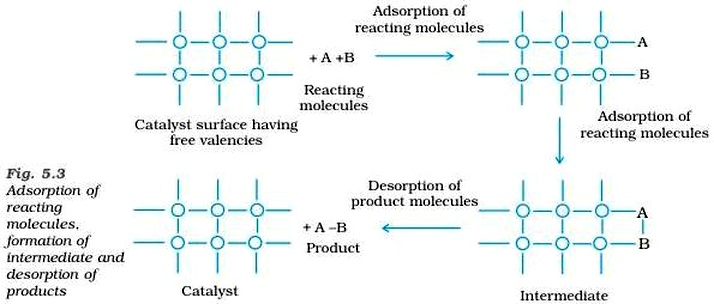 Adsorption of
reacting molecules
+ A +B
A
B
Reacting
molecules
Catalyst surface having
free valencies
Adsorption of
reacting molecules
Fig. 5.3
Adsorption of
reacting
molecules,
formation of
intermediate and
desorption of
products
Desorption of
product molecules
+ A –B
Product
A
B
Catalyst
Intermediate